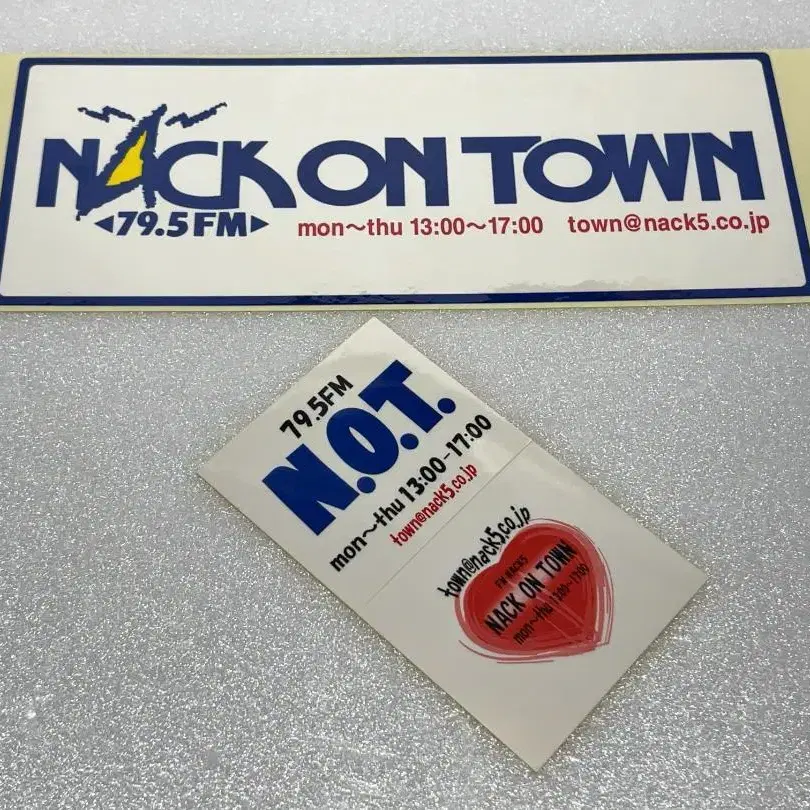 NACK ON TOWN
79.5 FM mon～thu 13:00～17:00 town@nack5.co.jp
79.5FM
N.O.T.
mon～thu 13:00-17:00
town@nack5.co.jp
town@nack5.co.jp
FM NACK5
NACK ON TOWN
mon～thu 13:00～17:00